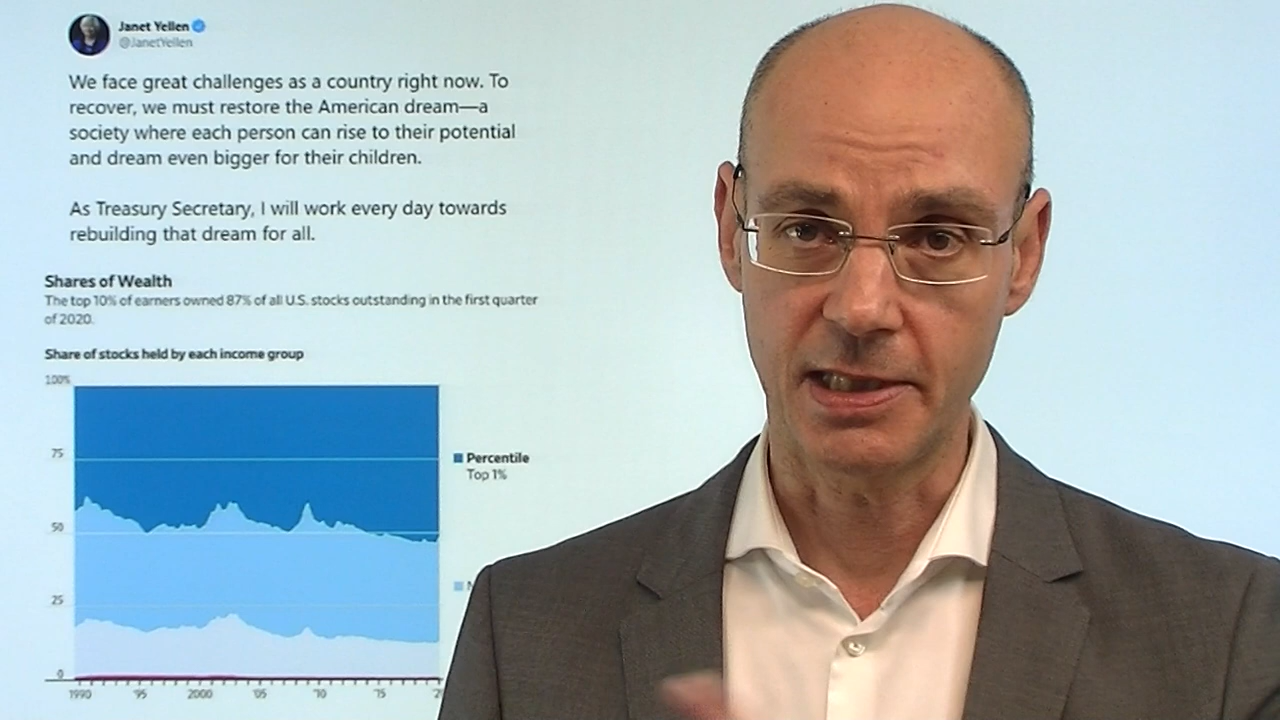 Janet Yellen
@JanetYellen
We face great challenges as a country right now. To
recover, we must restore the American dream—a
society where each person can rise to their potential
and dream even bigger for their children.
As Treasury Secretary, I will work every day towards
rebuilding that dream for all.
Shares of Wealth
The top 10% of earners owned 87% of all U.S. stocks outstanding in the first quarter
of 2020.
Share of stocks held by each income group
100%
75
50
25
0
Percentile
Top 1%
1990 '95 2000 '05 '10 '15